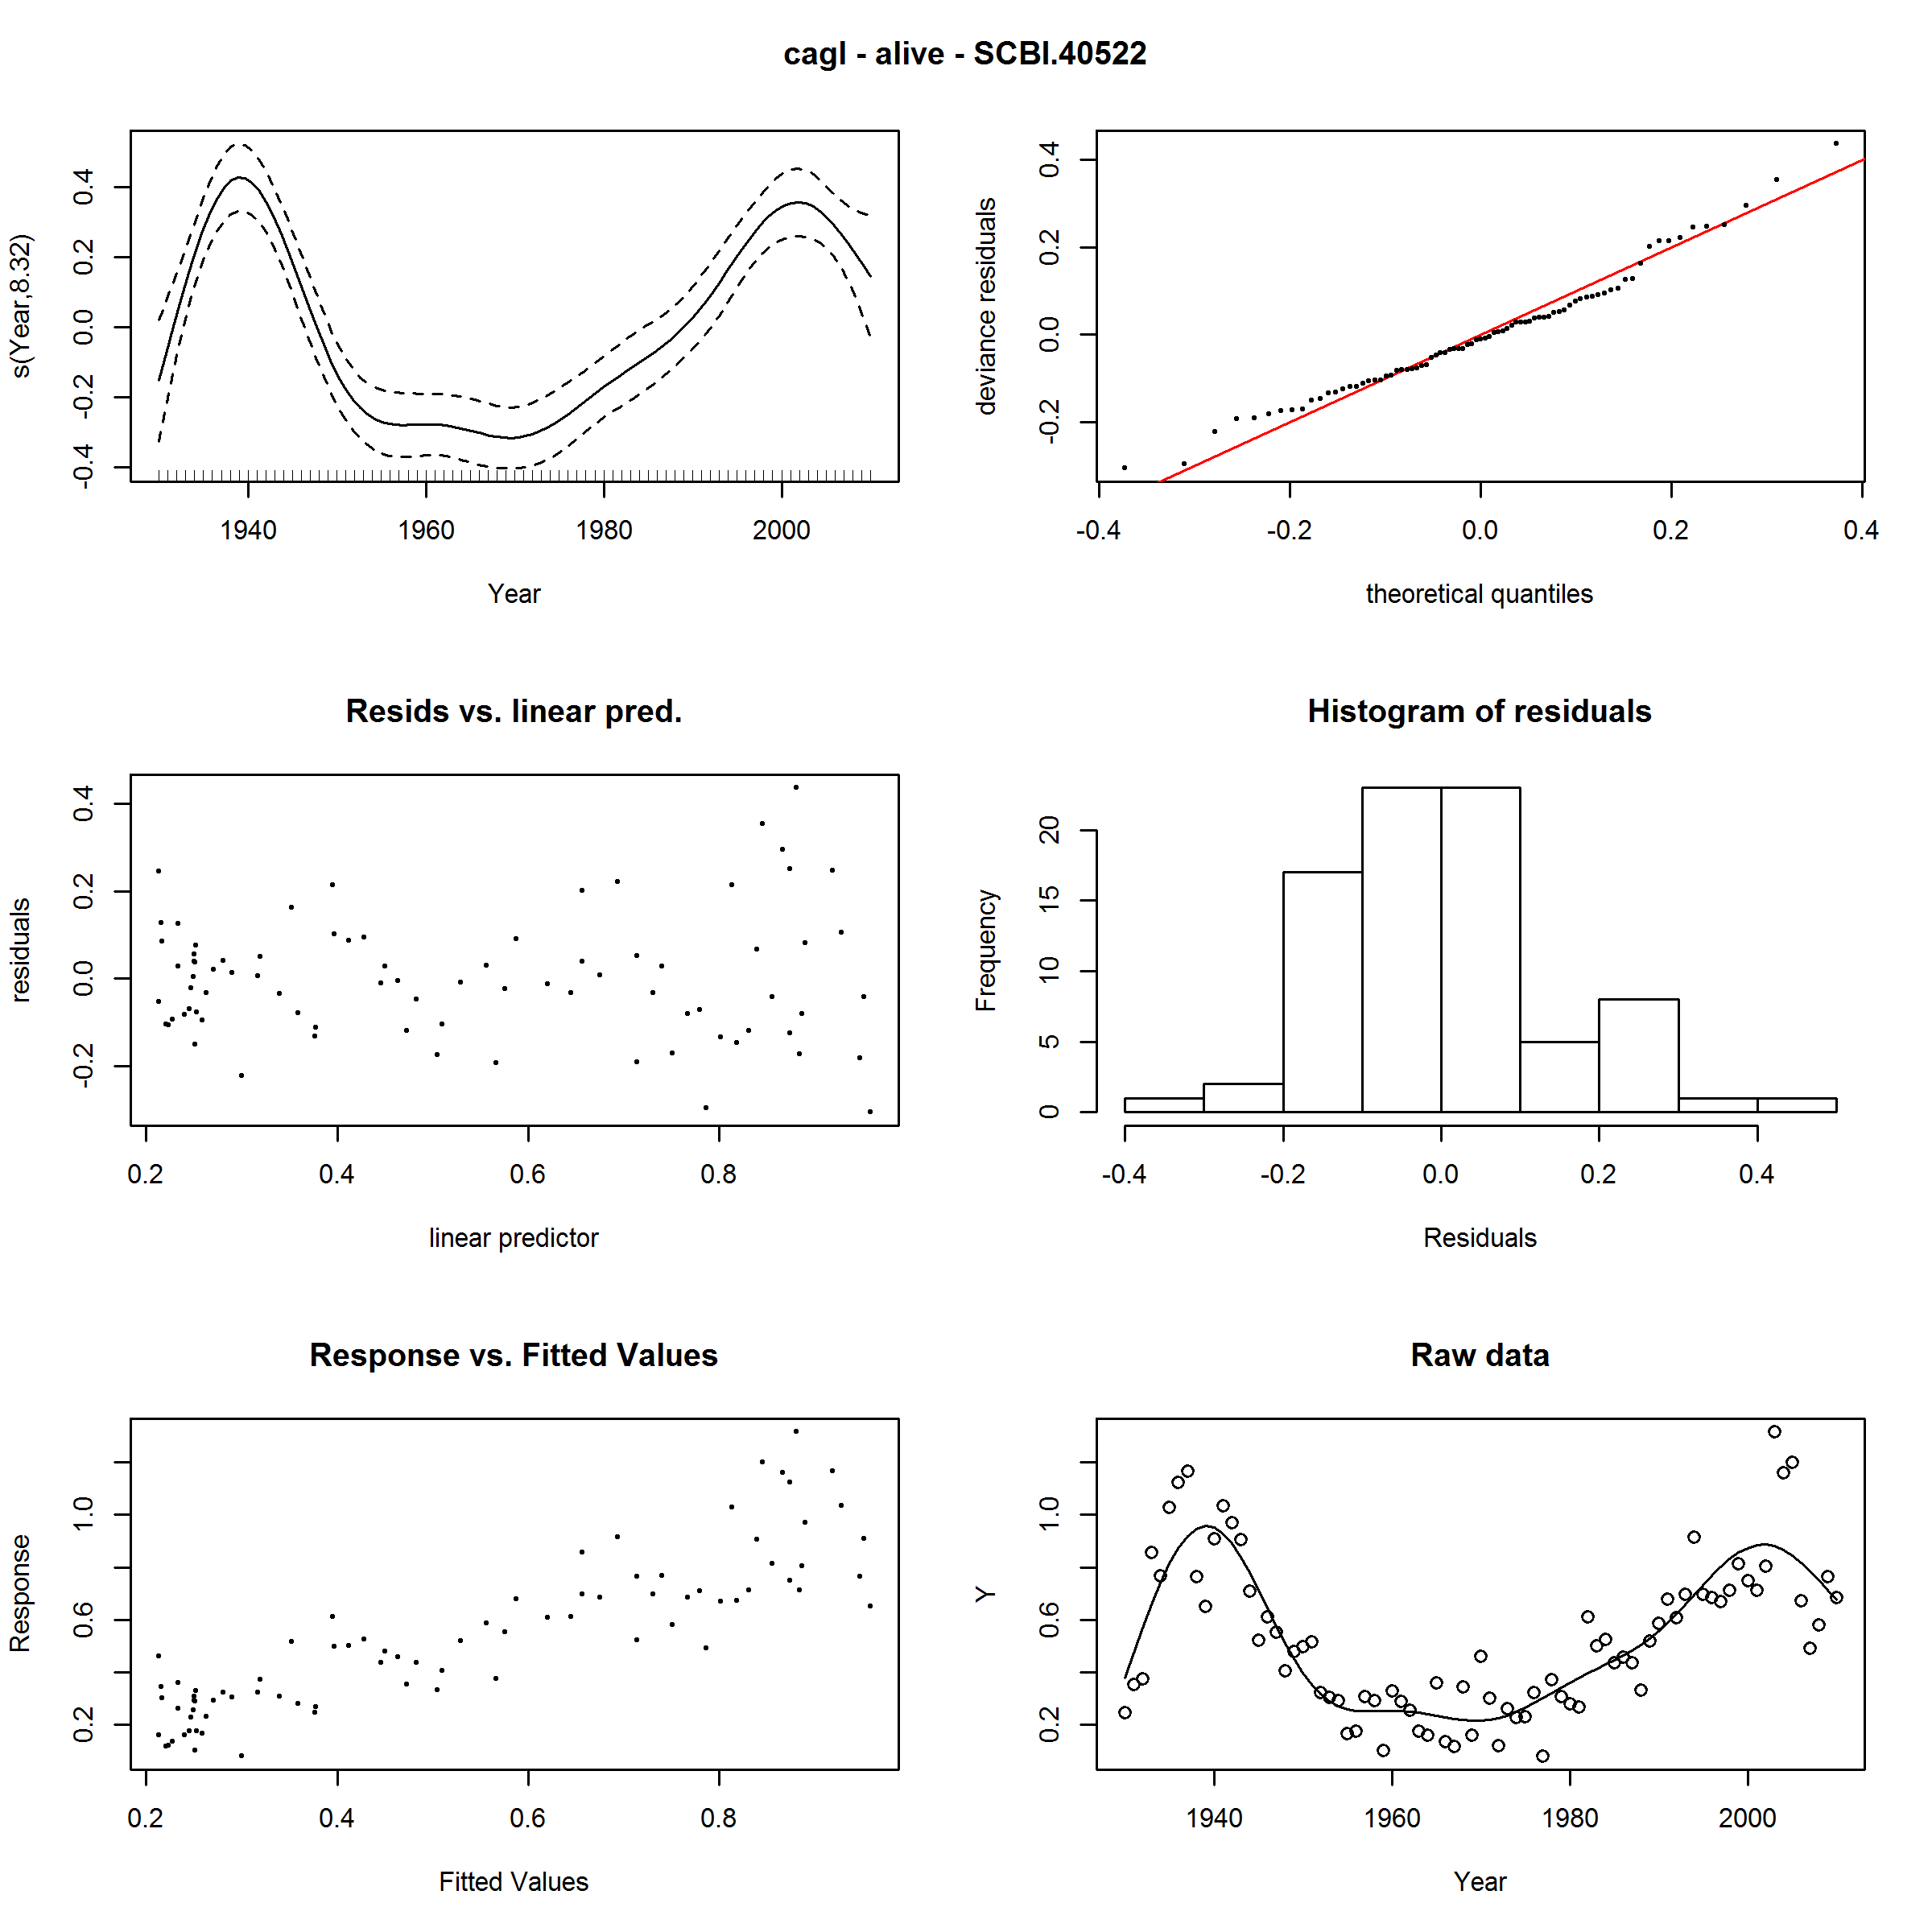 cagl - alive - SCBI.40522
s(Year,8.32)
-0.4 -0.2 0.0 0.2 0.4
1940 1960 1980 2000
Year
deviance residuals
-0.2 0.0 0.2 0.4
-0.4 -0.2 0.0 0.2 0.4
theoretical quantiles
Resids vs. linear pred.
residuals
-0.2 0.0 0.2 0.4
0.2 0.4 0.6 0.8
linear predictor
Histogram of residuals
Frequency
0 5 10 15 20
-0.4 -0.2 0.0 0.2 0.4
Residuals
Response vs. Fitted Values
Response
0.2 0.6 1.0
0.2 0.4 0.6 0.8
Fitted Values
Raw data
Y
0.2 0.6 1.0
1940 1960 1980 2000
Year